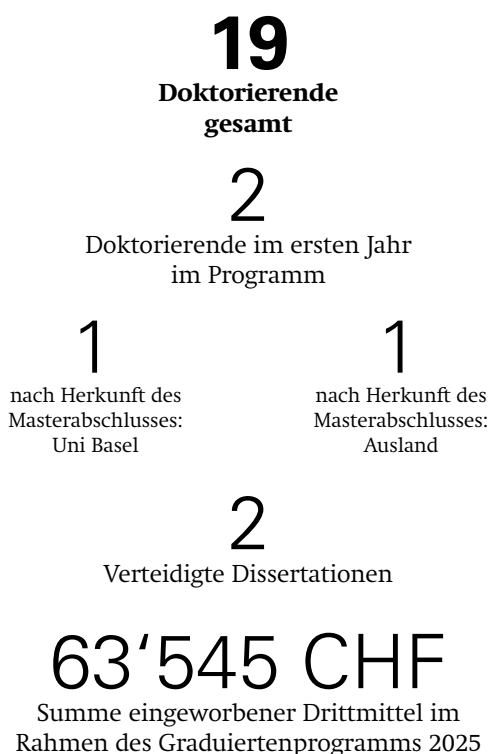 19
Doktorierende
gesamt
2
Doktorierende im ersten Jahr
im Programm
1
nach Herkunft des
Masterabschlusses:
Uni Basel
1
nach Herkunft des
Masterabschlusses:
Ausland
2
Verteidigte Dissertationen
63‘545 CHF
Summe eingeworbener Drittmittel im
Rahmen des Graduiertenprogramms 2025